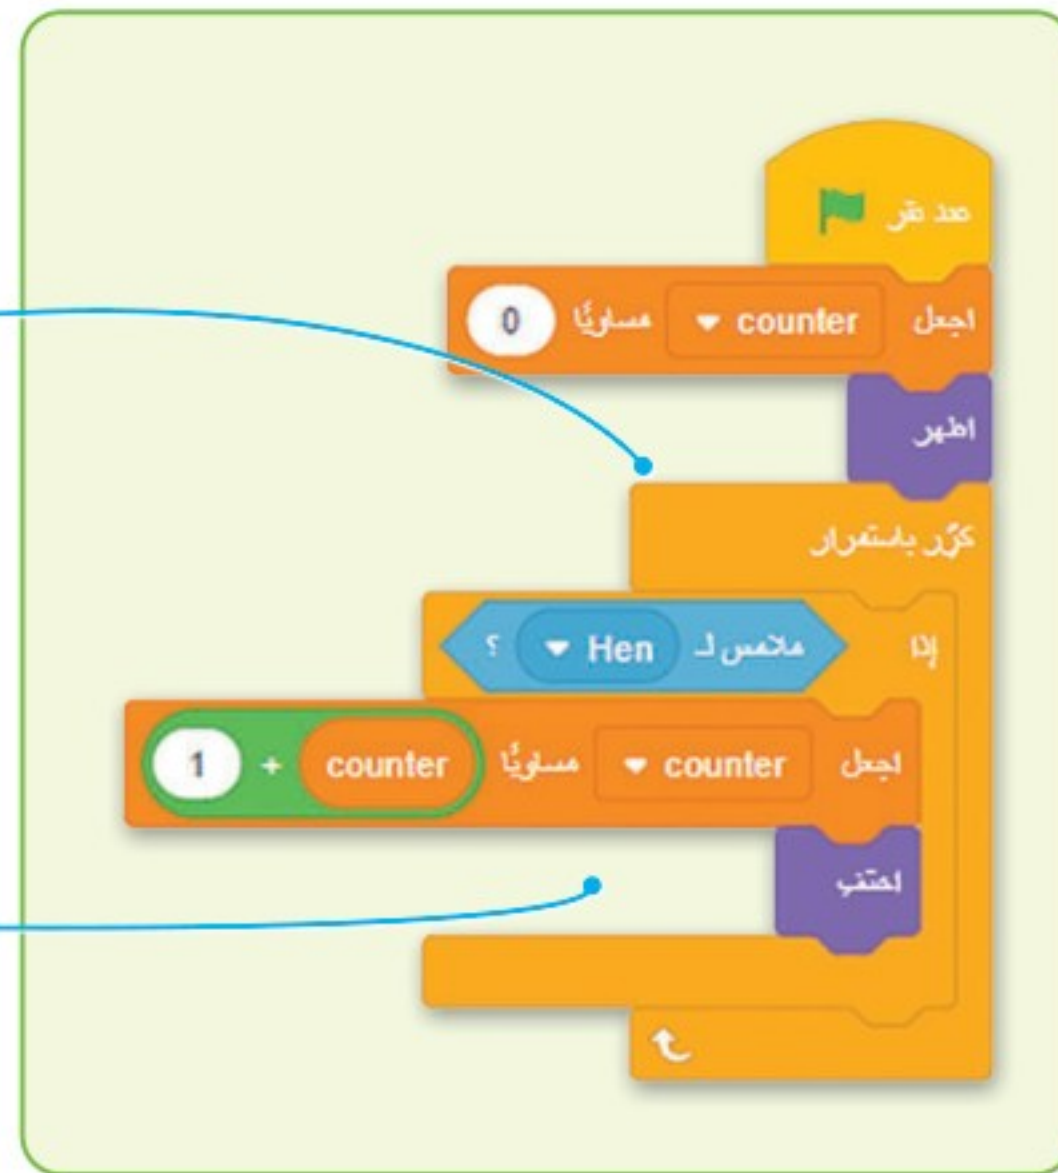 عند نقر
اجعل counter مساويًا 0
اظهر
كرّر باستمرار
إذا ملامس لـ Hen ؟
اجعل counter مساويًا counter + 1
اختفِ